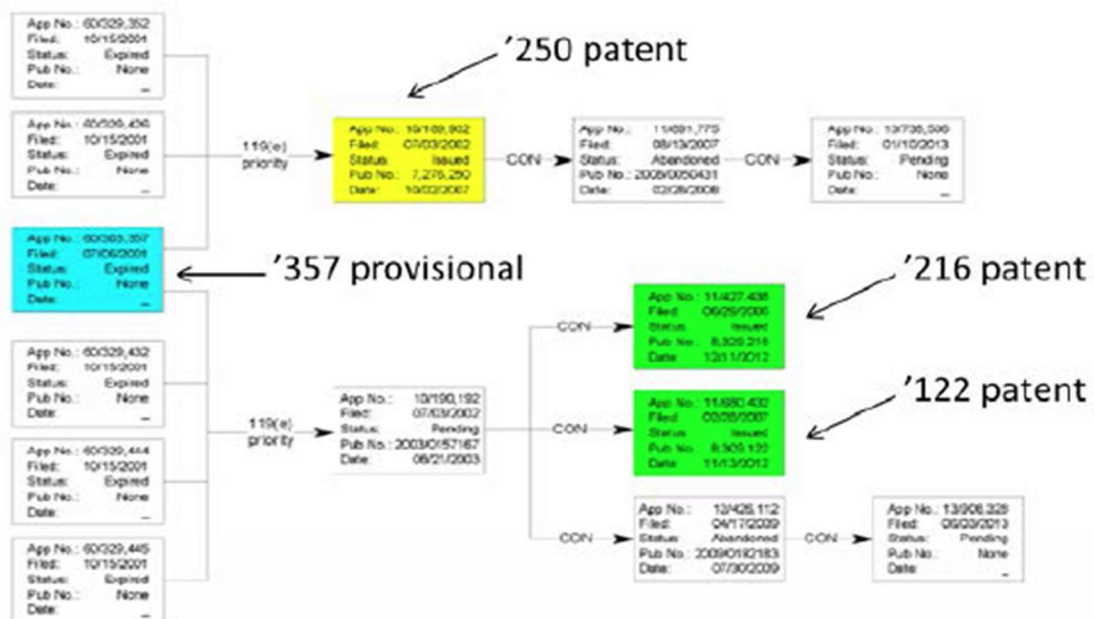 App No.: 60/329,352
Filed: 10/15/2001
Status: Expired
Pub No.: None
Date: _
App No.:
Filed: 10/15/2001
Status: Expired
Pub No.: None
Date: _
119(e)
priority
'250 patent
App No.:
Filed: 07/03/2002
Status: Issued
Pub No.: 7,276,250
Date: 10/02/2007
CON
App No.:
Filed: 08/13/2007
Status: Abandoned
Pub No.: 2008/0050431
Date: 02/28/2008
CON
App No.:
Filed: 01/10/2013
Status: Pending
Pub No.: None
Date: _
App No.: 60/303,357
Filed: 07/06/2001
Status: Expired
Pub No.: None
Date: _
'357 provisional
App No.: 60/329,432
Filed: 10/15/2001
Status: Expired
Pub No.: None
Date: _
App No.: 60/329,444
Filed: 10/15/2001
Status: Expired
Pub No.: None
Date: _
App No.: 60/329,445
Filed: 10/15/2001
Status: Expired
Pub No.: None
Date: _
119(e)
priority
App No.: 10/190,192
Filed: 07/03/2002
Status: Pending
Pub No.: 2003/0157167
Date: 08/21/2003
CON
App No.: 11/427,438
Filed: 06/29/2006
Status: Issued
Pub No.: 8,329,216
Date: 12/11/2012
'216 patent
CON
App No.: 11/680,432
Filed: 02/28/2007
Status: Issued
Pub No.: 8,309,122
Date: 11/13/2012
'122 patent
CON
App No.: 12/426,112
Filed: 04/17/2009
Status: Abandoned
Pub No.: 2009/0192183
Date: 07/30/2009
CON
App No.: 13/908,328
Filed: 06/03/2013
Status: Pending
Pub No.: None
Date: _